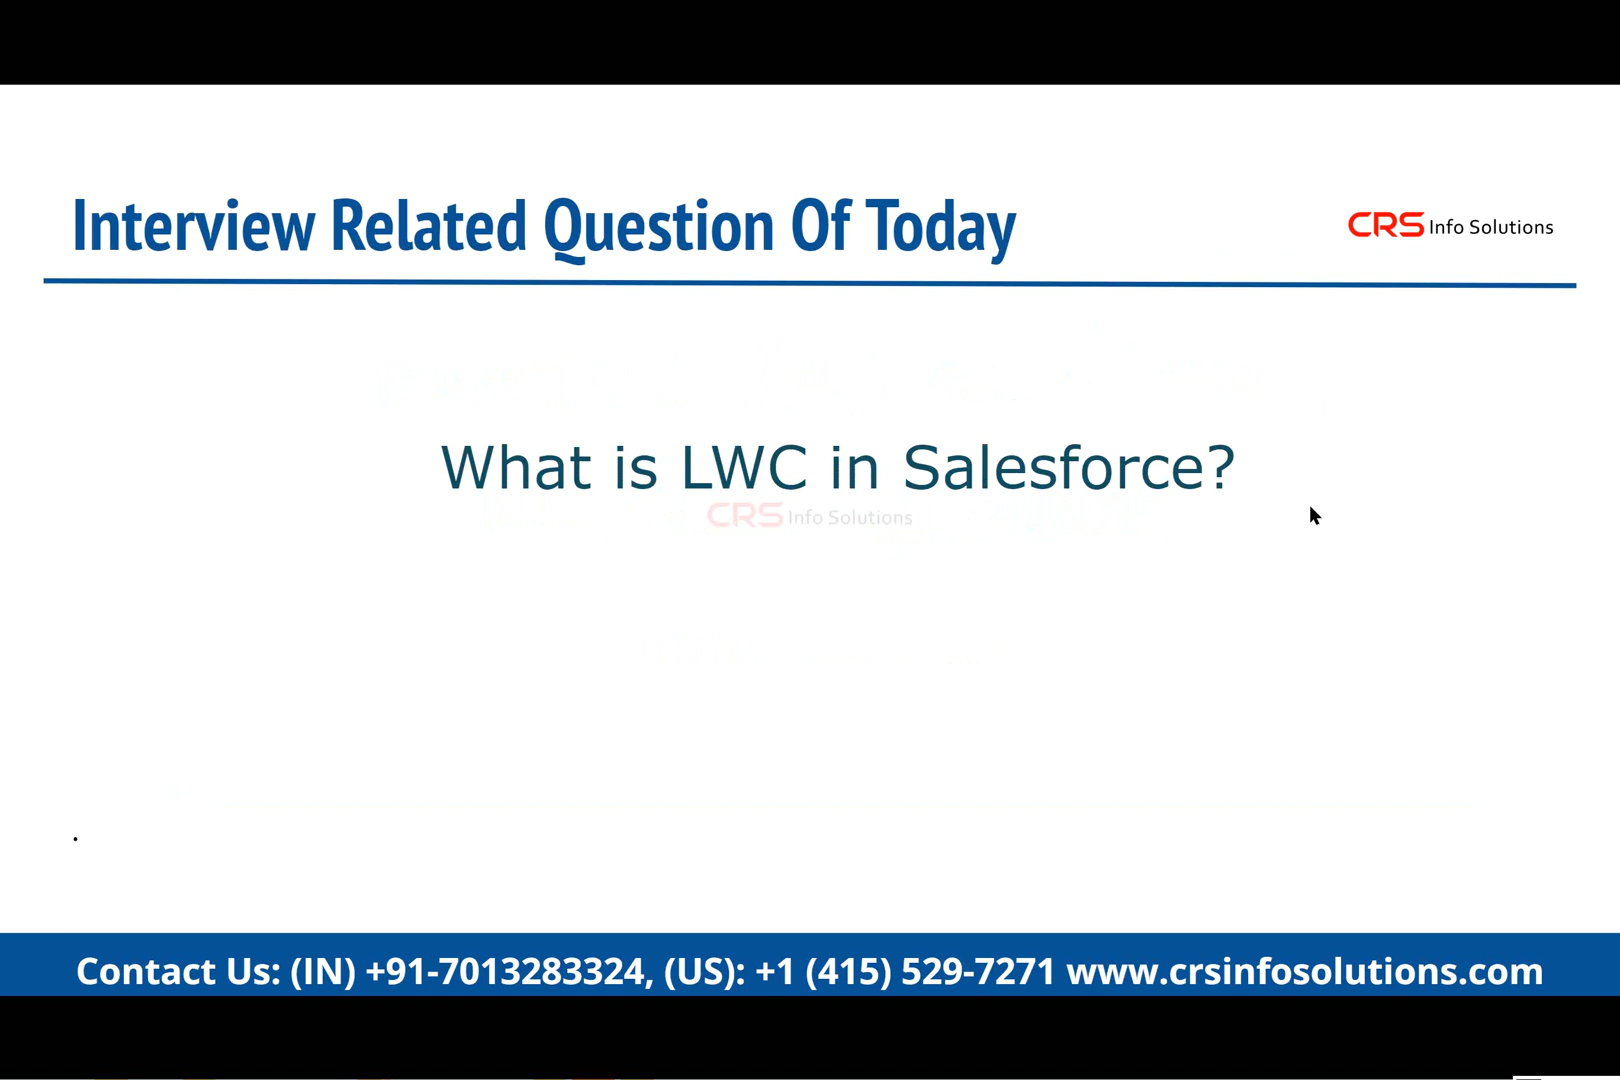 Interview Related Question Of Today
CRS Info Solutions
What is LWC in Salesforce?
CRS Info Solutions
.
Contact Us: (IN) +91-7013283324, (US): +1 (415) 529-7271 www.crsinfosolutions.com